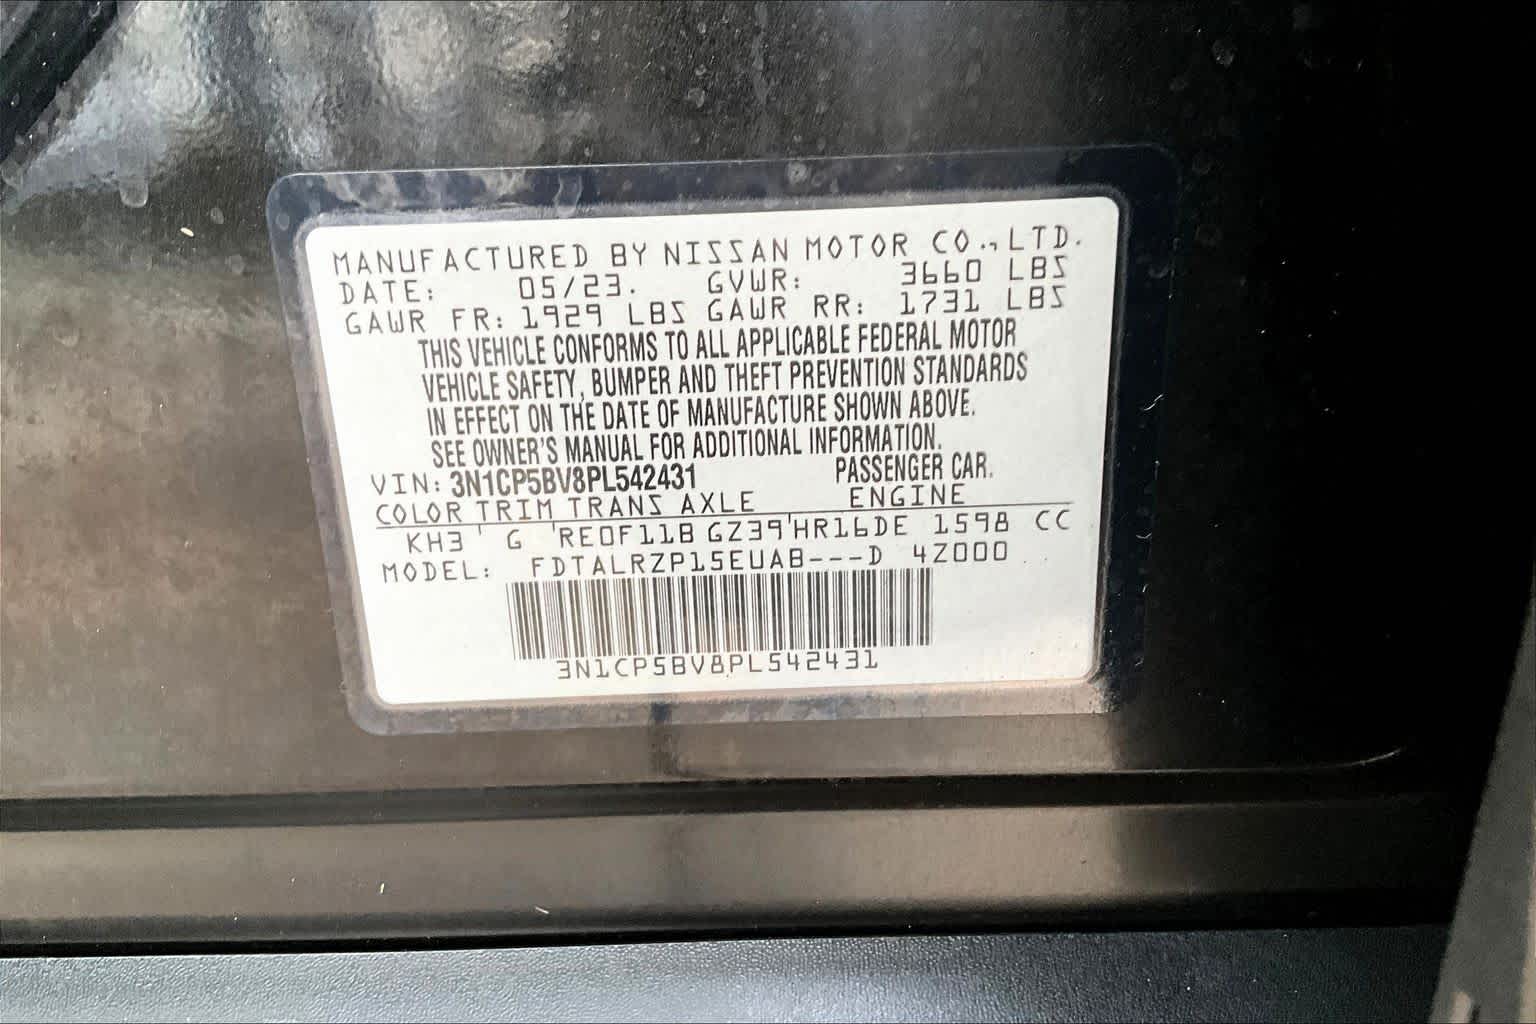 MANUFACTURED BY NISSAN MOTOR CO., LTD.
DATE: 05/23. GVWR: 3660 LBS
GAWR FR: 1929 LBS GAWR RR: 1731 LBS
THIS VEHICLE CONFORMS TO ALL APPLICABLE FEDERAL MOTOR
VEHICLE SAFETY, BUMPER AND THEFT PREVENTION STANDARDS
IN EFFECT ON THE DATE OF MANUFACTURE SHOWN ABOVE.
SEE OWNER'S MANUAL FOR ADDITIONAL INFORMATION.
VIN: 3N1CP5BV8PL542431 PASSENGER CAR.
COLOR TRIM TRANS AXLE ENGINE
KH3 G RE0F11B GZ39 HR16DE 1598 CC
MODEL: FDTALRZP15EUAB---D 4Z000
3N1CP5BV8PL542431